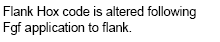 Flank Hox code is altered following
Fgf application to flank.